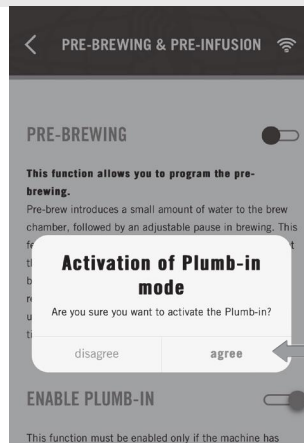 PRE-BREWING & PRE-INFUSION
PRE-BREWING
This function allows you to program the pre-
brewing.
Pre-brew introduces a small amount of water to the brew
chamber, followed by an adjustable pause in brewing. This
Activation of Plumb-in
mode
Are you sure you want to activate the Plumb-in?
disagree
agree
ENABLE PLUMB-IN
This function must be enabled only if the machine has